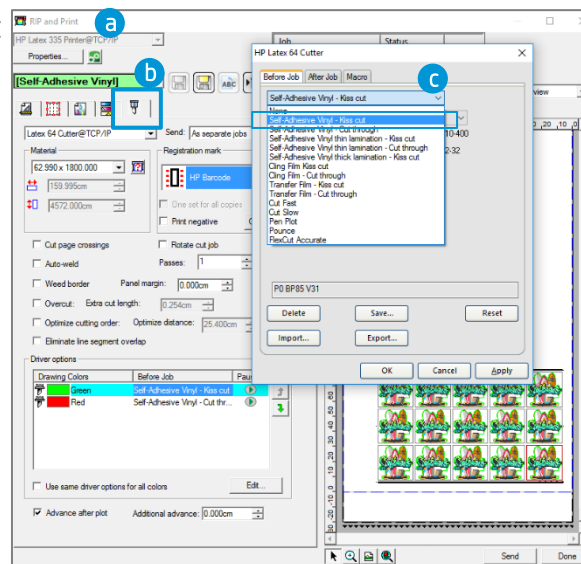 RIP and Print
a
HP Latex 335 Printer@TCP/IP
Properties...
b
[Self-Adhesive Vinyl]
ABC
Latex 64 Cutter@TCP/IP
Send: As separate jobs
Material
62.990 x 1800.000
159.995cm
4572.000cm
Registration mark
HP Barcode
One set for all copies
Print negative
Cut page crossings
Rotate cut job
Auto-weld
Passes: 1
Weed border
Panel margin: 0.000cm
Overcut: Extra cut length: 0.254cm
Optimize cutting order: Optimize distance: 25.400cm
Eliminate line segment overlap
Driver options
Drawing Colors
Before Job
Green
Self-Adhesive Vinyl - Kiss cut
Red
Self-Adhesive Vinyl - Cut thr...
Use same driver options for all colors
Edit...
Advance after plot
Additional advance: 0.000cm
Job
Status
HP Latex 64 Cutter
c
Before Job
After Job
Macro
Self-Adhesive Vinyl - Kiss cut
None
Self-Adhesive Vinyl - Kiss cut
Self-Adhesive Vinyl - Cut through
Self-Adhesive Vinyl thin lamination - Kiss cut
Self-Adhesive Vinyl thin lamination - Cut through
Self-Adhesive Vinyl thick lamination - Kiss cut
Cling Film Kiss cut
Cling Film - Cut through
Transfer Film - Kiss cut
Transfer Film - Cut through
Cut Fast
Cut Slow
Pen Plot
Pounce
FlexCut Accurate
10-400
2-32
P0 BP85 V31
Delete
Save...
Reset
Import...
Export...
OK
Cancel
Apply
view
Send
Done